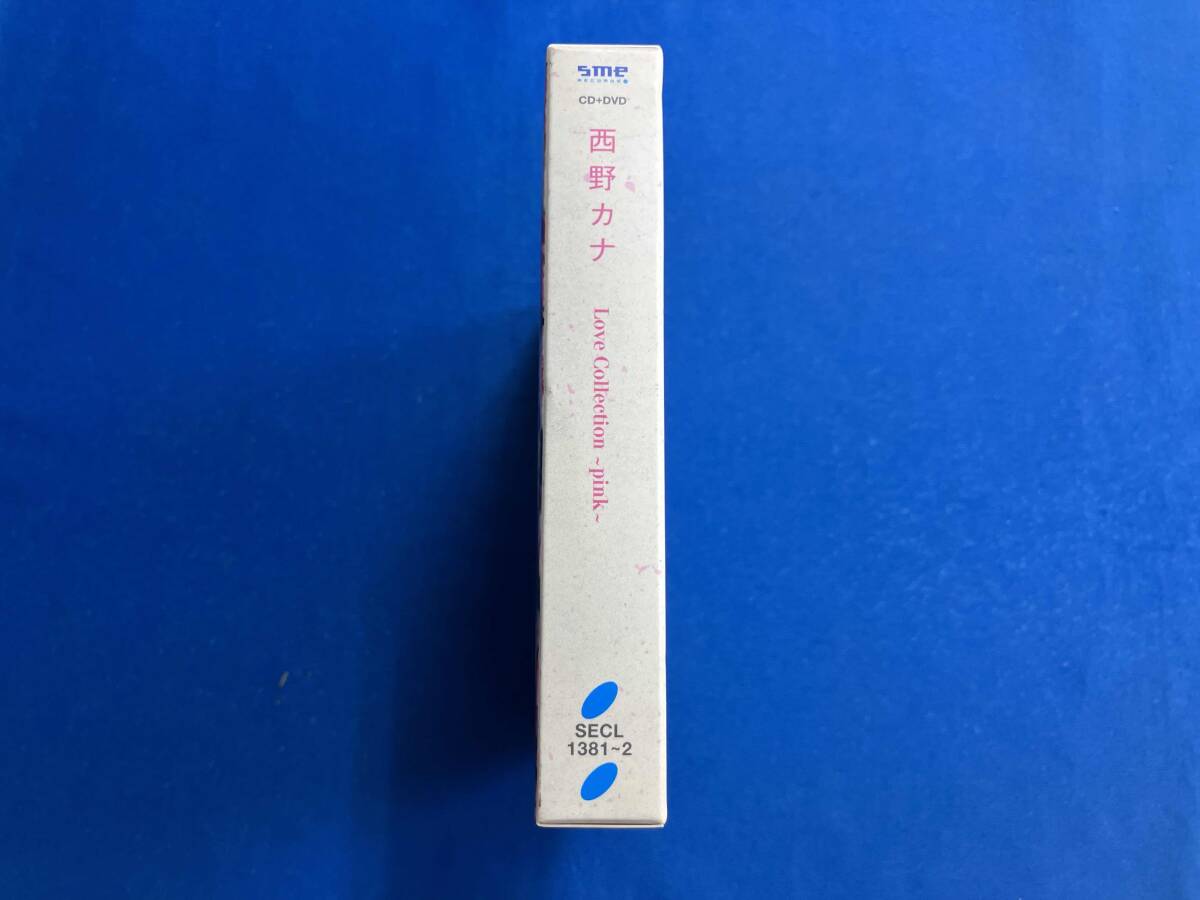 sme
RECORDS
CD+DVD
西野カナ
Love Collection ~pink~
SECL
1381~2